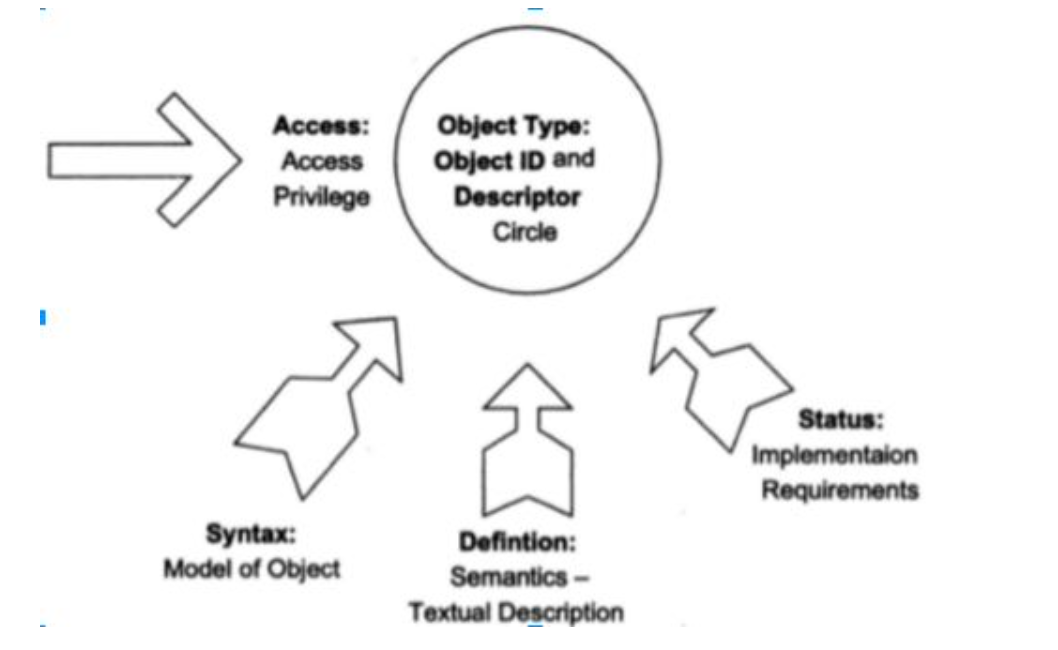 Access:
Access
Privilege
Object Type:
Object ID and
Descriptor
Circle
Status:
Implementaion
Requirements
Syntax:
Model of Object
Defintion:
Semantics –
Textual Description